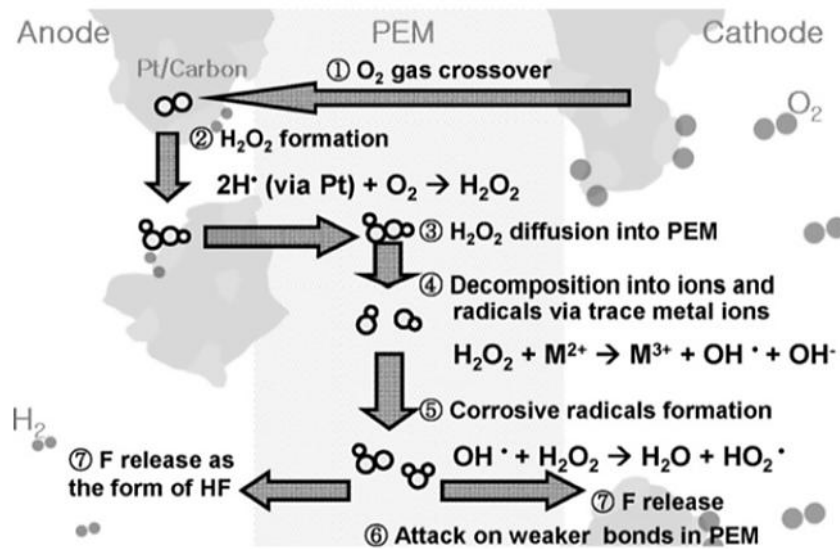 Anode
PEM
Cathode
Pt/Carbon
① O₂ gas crossover
O₂
② H₂O₂ formation
2H• (via Pt) + O₂ → H₂O₂
③ H₂O₂ diffusion into PEM
④ Decomposition into ions and
radicals via trace metal ions
H₂O₂ + M²⁺ → M³⁺ + OH • + OH⁻
⑤ Corrosive radicals formation
H₂
OH • + H₂O₂ → H₂O + HO₂ •
⑦ F release as
the form of HF
⑦ F release
⑥ Attack on weaker bonds in PEM